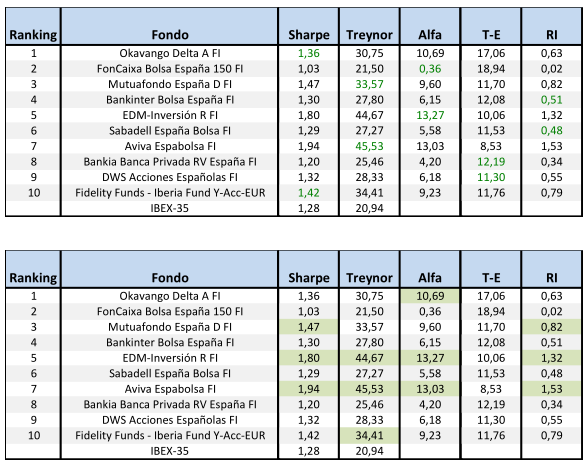 Ranking Fondo Sharpe Treynor Alfa T-E RI
1 Okavango Delta A FI 1,36 30,75 10,69 17,06 0,63
2 FonCaixa Bolsa España 150 FI 1,03 21,50 0,36 18,94 0,02
3 Mutuafondo España D FI 1,47 33,57 9,60 11,70 0,82
4 Bankinter Bolsa España FI 1,30 27,80 6,15 12,08 0,51
5 EDM-Inversión R FI 1,80 44,67 13,27 10,06 1,32
6 Sabadell España Bolsa FI 1,29 27,27 5,58 11,53 0,48
7 Aviva Espabolsa FI 1,94 45,53 13,03 8,53 1,53
8 Bankia Banca Privada RV España FI 1,20 25,46 4,20 12,19 0,34
9 DWS Acciones Españolas FI 1,32 28,33 6,18 11,30 0,55
10 Fidelity Funds - Iberia Fund Y-Acc-EUR 1,42 34,41 9,23 11,76 0,79
IBEX-35 1,28 20,94
Ranking Fondo Sharpe Treynor Alfa T-E RI
1 Okavango Delta A FI 1,36 30,75 10,69 17,06 0,63
2 FonCaixa Bolsa España 150 FI 1,03 21,50 0,36 18,94 0,02
3 Mutuafondo España D FI 1,47 33,57 9,60 11,70 0,82
4 Bankinter Bolsa España FI 1,30 27,80 6,15 12,08 0,51
5 EDM-Inversión R FI 1,80 44,67 13,27 10,06 1,32
6 Sabadell España Bolsa FI 1,29 27,27 5,58 11,53 0,48
7 Aviva Espabolsa FI 1,94 45,53 13,03 8,53 1,53
8 Bankia Banca Privada RV España FI 1,20 25,46 4,20 12,19 0,34
9 DWS Acciones Españolas FI 1,32 28,33 6,18 11,30 0,55
10 Fidelity Funds - Iberia Fund Y-Acc-EUR 1,42 34,41 9,23 11,76 0,79
IBEX-35 1,28 20,94